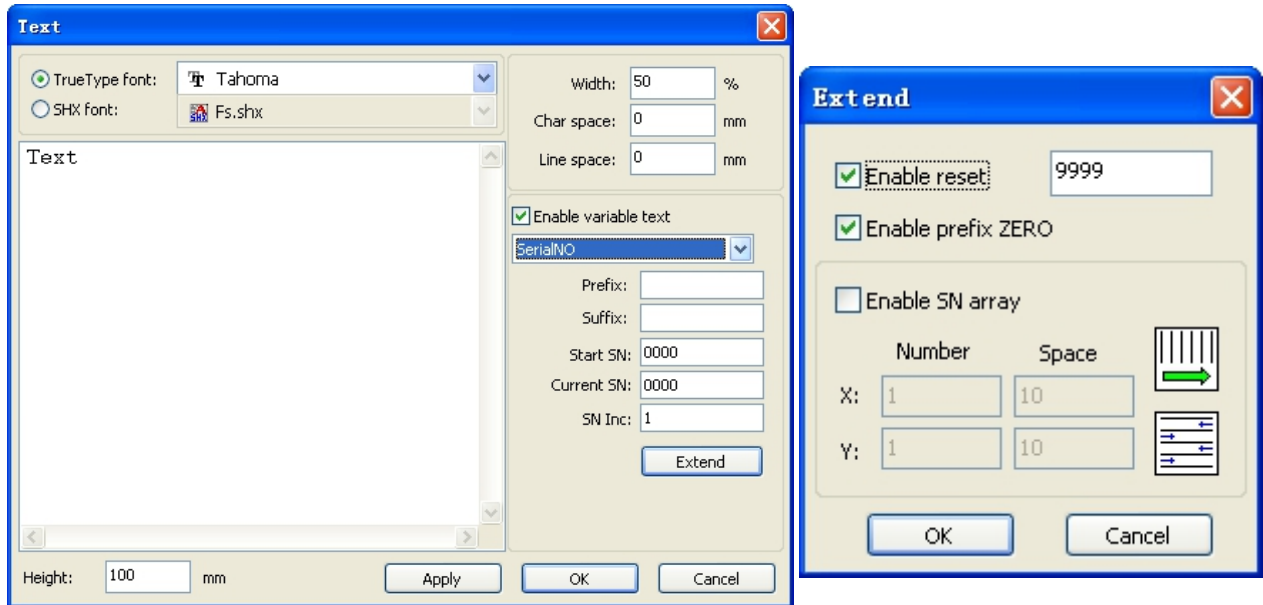 Text
TrueType font: Tahoma
SHX font: Fs.shx
Text
Width: 50 %
Char space: 0 mm
Line space: 0 mm
Enable variable text
SerialNO
Prefix:
Suffix:
Start SN: 0000
Current SN: 0000
SN Inc: 1
Extend
Height: 100 mm
Apply
OK
Cancel
Extend
Enable reset 9999
Enable prefix ZERO
Enable SN array
Number Space
X: 1 10
Y: 1 10
OK Cancel